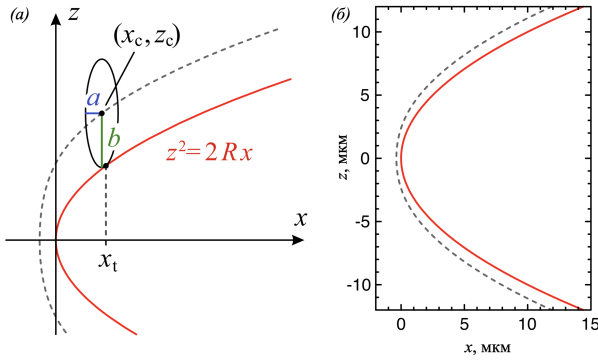 (а)
z
(x_c, z_c)
a
b
z²=2Rx
x
x_t
(б)
10
5
0
-5
-10
z, мкм
0
5
10
15
x, мкм